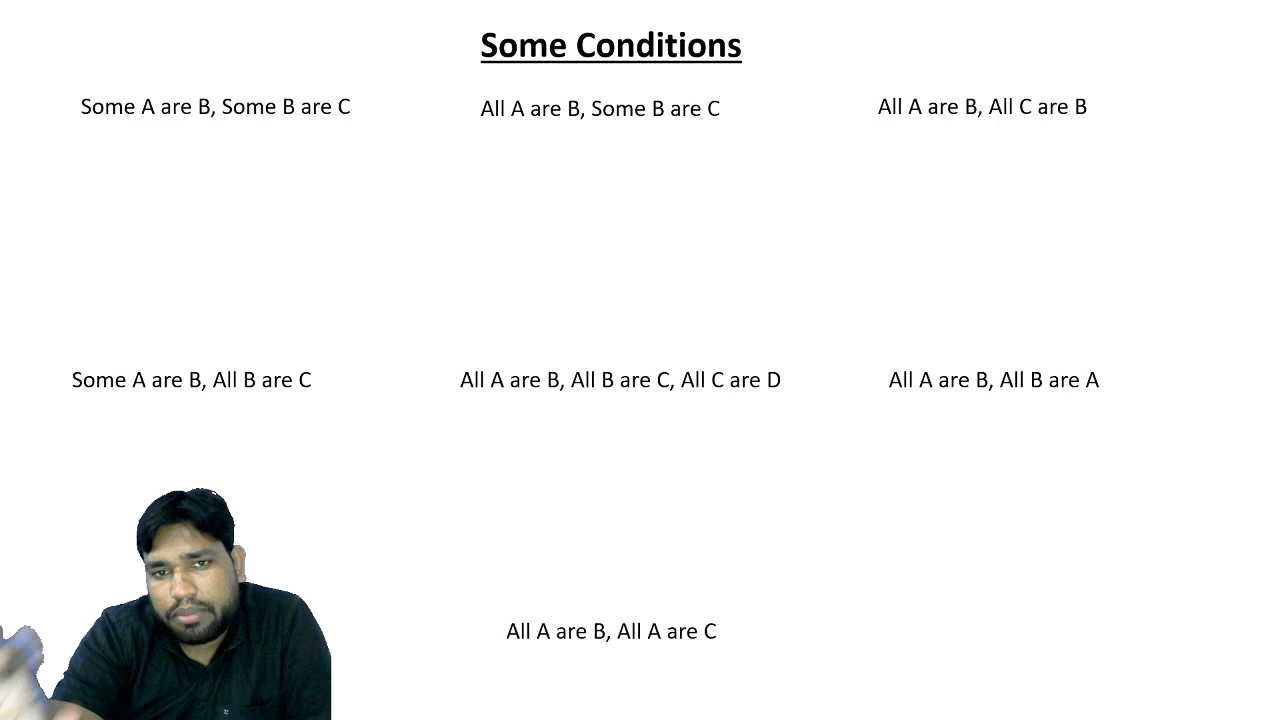 Some Conditions
Some A are B, Some B are C
All A are B, Some B are C
All A are B, All C are B
Some A are B, All B are C
All A are B, All B are C, All C are D
All A are B, All B are A
All A are B, All A are C